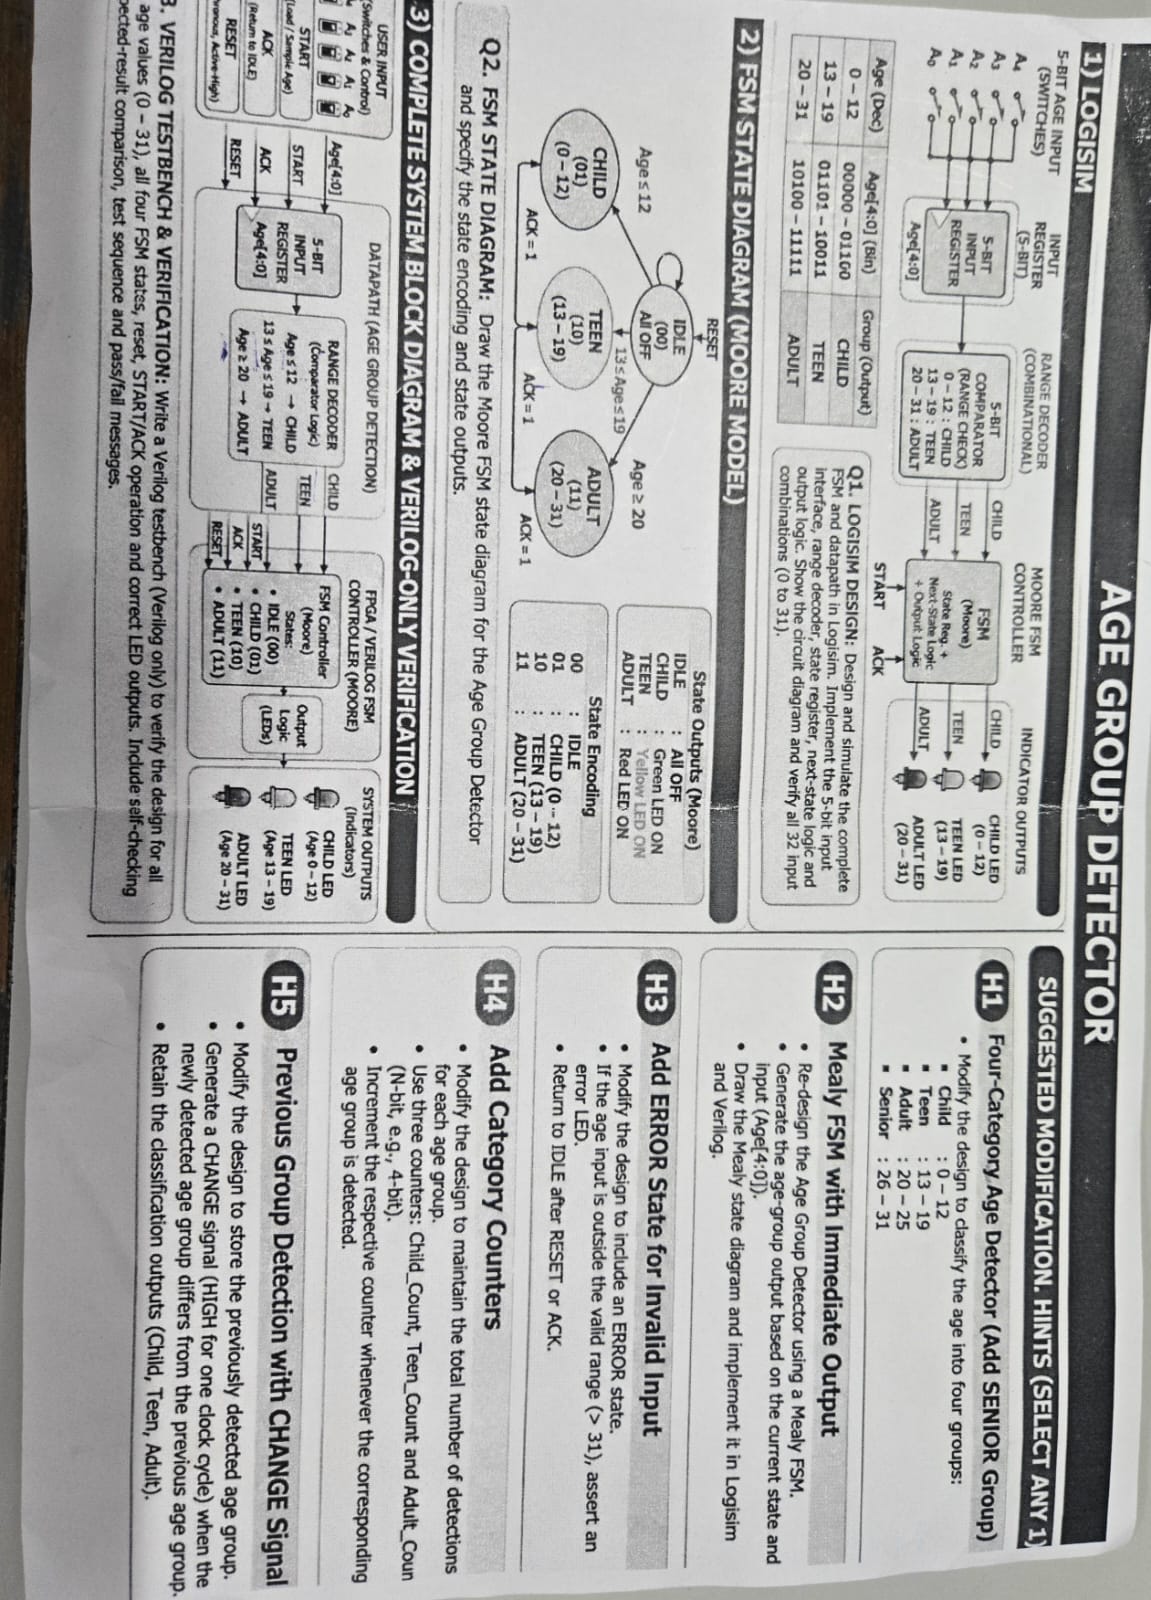 AGE GROUP DETECTOR
1) LOGISIM
5-BIT AGE INPUT
(SWITCHES)
A₄
A₃
A₂
A₁
A₀
INPUT
REGISTER
(5-BIT)
5-BIT
INPUT
REGISTER
Age[4:0]
RANGE DECODER
(COMBINATIONAL)
5-BIT
COMPARATOR
(RANGE CHECK)
0 – 12 : CHILD
13 – 19 : TEEN
20 – 31 : ADULT
CHILD
TEEN
ADULT
MOORE FSM
CONTROLLER
FSM
(Moore)
State Reg. +
Next-State Logic
+ Output Logic
START
ACK
CHILD
TEEN
ADULT
INDICATOR OUTPUTS
CHILD LED
(0 – 12)
TEEN LED
(13 – 19)
ADULT LED
(20 – 31)
Age (Dec) Age[4:0] (Bin) Group (Output)
0 – 12 00000 – 01100 CHILD
13 – 19 01101 – 10011 TEEN
20 – 31 10100 – 11111 ADULT
Q1. LOGISIM DESIGN: Design and simulate the complete
FSM and datapath in Logisim. Implement the 5-bit input
interface, range decoder, state register, next-state logic and
output logic. Show the circuit diagram and verify all 32 input
combinations (0 to 31).
2) FSM STATE DIAGRAM (MOORE MODEL)
RESET
IDLE
(00)
All OFF
Age ≤ 12
13 ≤ Age ≤ 19
Age ≥ 20
CHILD
(01)
(0 – 12)
TEEN
(10)
(13 – 19)
ADULT
(11)
(20 – 31)
ACK = 1
ACK = 1
ACK = 1
State Outputs (Moore)
IDLE : All OFF
CHILD : Green LED ON
TEEN : Yellow LED ON
ADULT : Red LED ON
State Encoding
00 : IDLE
01 : CHILD (0 – 12)
10 : TEEN (13 – 19)
11 : ADULT (20 – 31)
Q2. FSM STATE DIAGRAM: Draw the Moore FSM state diagram for the Age Group Detector
and specify the state encoding and state outputs.
3) COMPLETE SYSTEM BLOCK DIAGRAM & VERILOG-ONLY VERIFICATION
USER INPUT
(Switches & Control)
A₃ A₂ A₁ A₀
START
(Load / Sample Age)
ACK
(Return to IDLE)
RESET
Active-High)
Age[4:0]
START
ACK
RESET
DATAPATH (AGE GROUP DETECTION)
5-BIT
INPUT
REGISTER
Age[4:0]
RANGE DECODER
(Comparator Logic)
Age ≤ 12 → CHILD
13 ≤ Age ≤ 19 → TEEN
Age ≥ 20 → ADULT
CHILD
TEEN
ADULT
START
ACK
RESET
FPGA / VERILOG FSM
CONTROLLER (MOORE)
FSM Controller
(Moore)
States:
• IDLE (00)
• CHILD (01)
• TEEN (10)
• ADULT (11)
Output
Logic
(LEDs)
SYSTEM OUTPUTS
(Indicators)
CHILD LED
(Age 0 – 12)
TEEN LED
(Age 13 – 19)
ADULT LED
(Age 20 – 31)
3. VERILOG TESTBENCH & VERIFICATION: Write a Verilog testbench (Verilog only) to verify the design for all
age values (0 – 31), all four FSM states, reset, START/ACK operation and correct LED outputs. Include self-checking
pected-result comparison, test sequence and pass/fail messages.
SUGGESTED MODIFICATION. HINTS (SELECT ANY 1)
H1 Four-Category Age Detector (Add SENIOR Group)
• Modify the design to classify the age into four groups:
▪ Child : 0 – 12
▪ Teen : 13 – 19
▪ Adult : 20 – 25
▪ Senior : 26 – 31
H2 Mealy FSM with Immediate Output
• Re-design the Age Group Detector using a Mealy FSM.
• Generate the age-group output based on the current state and
input (Age[4:0]).
• Draw the Mealy state diagram and implement it in Logisim
and Verilog.
H3 Add ERROR State for Invalid Input
• Modify the design to include an ERROR state.
• If the age input is outside the valid range (> 31), assert an
error LED.
• Return to IDLE after RESET or ACK.
H4 Add Category Counters
• Modify the design to maintain the total number of detections
for each age group.
• Use three counters: Child_Count, Teen_Count and Adult_Coun
(N-bit, e.g., 4-bit).
• Increment the respective counter whenever the corresponding
age group is detected.
H5 Previous Group Detection with CHANGE Signal
• Modify the design to store the previously detected age group.
• Generate a CHANGE signal (HIGH for one clock cycle) when the
newly detected age group differs from the previous age group.
• Retain the classification outputs (Child, Teen, Adult).